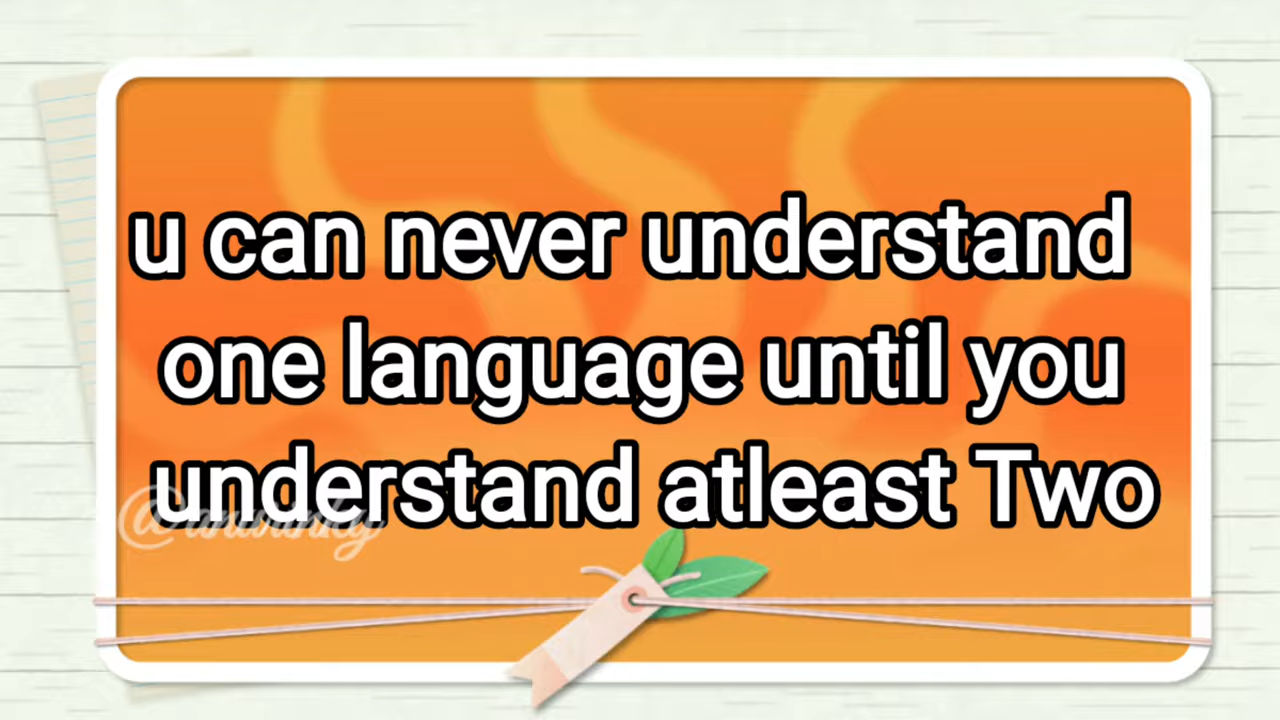 u can never understand
one language until you
understand atleast Two